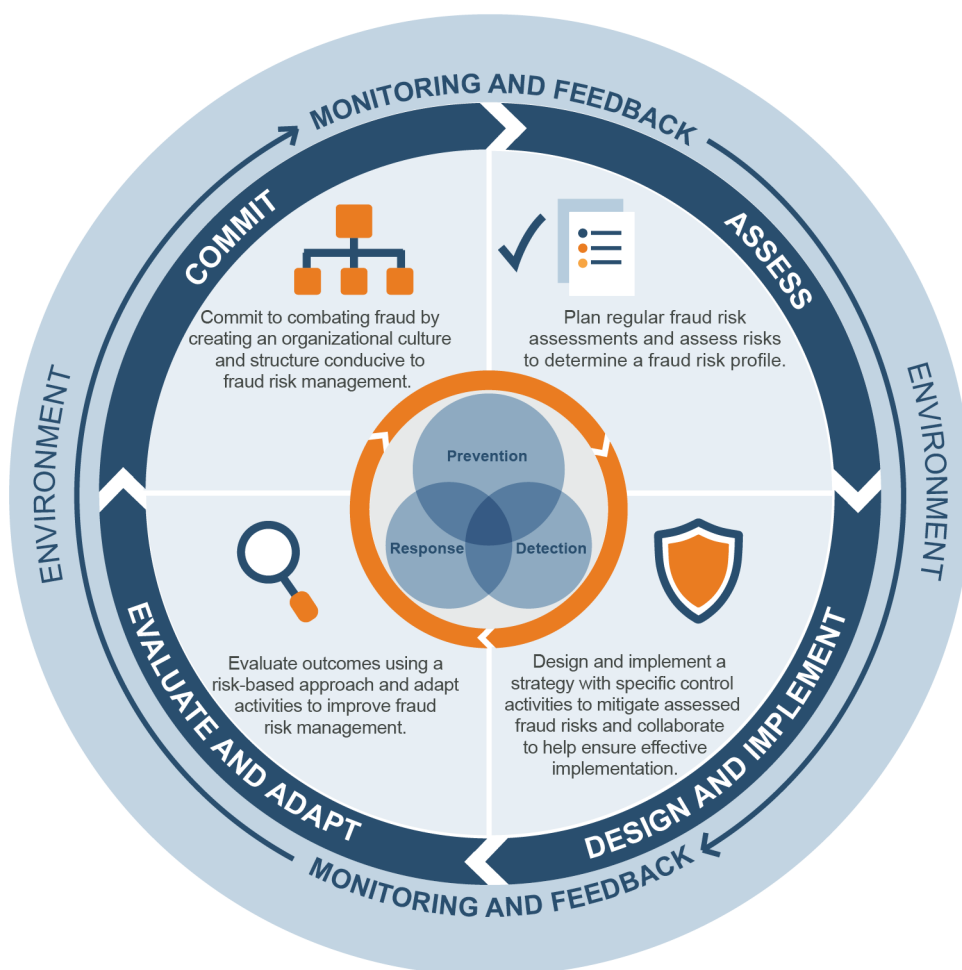 MONITORING AND FEEDBACK
COMMIT
ASSESS
Commit to combating fraud by
creating an organizational culture
and structure conducive to
fraud risk management.
Plan regular fraud risk
assessments and assess risks
to determine a fraud risk profile.
ENVIRONMENT
ENVIRONMENT
Prevention
Response
Detection
Evaluate outcomes using a
risk-based approach and adapt
activities to improve fraud
risk management.
Design and implement a
strategy with specific control
activities to mitigate assessed
fraud risks and collaborate
to help ensure effective
implementation.
EVALUATE AND ADAPT
DESIGN AND IMPLEMENT
MONITORING AND FEEDBACK